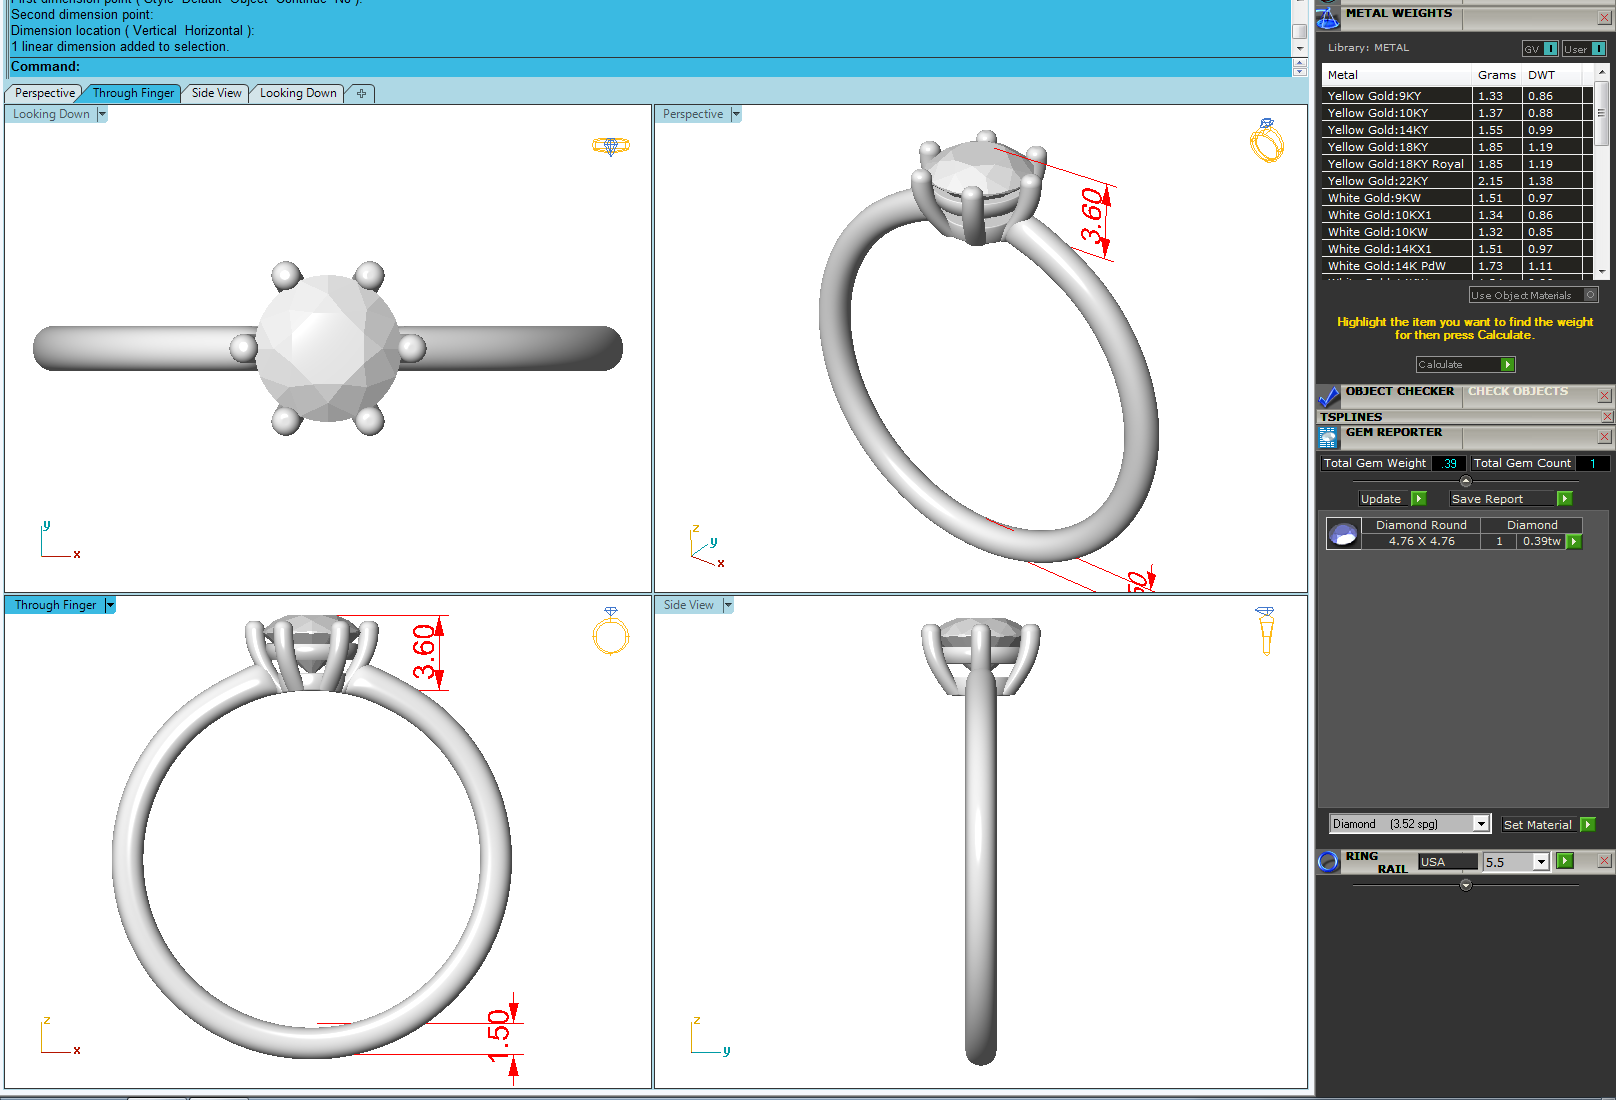 First dimension point ( Style Default Object Continue No ):
Second dimension point:
Dimension location ( Vertical Horizontal ):
1 linear dimension added to selection.
Command:
Perspective Through Finger Side View Looking Down
Looking Down
Perspective
3.60
50
y
x
z
y
x
Through Finger
3.60
1.50
z
x
Side View
z
y
METAL WEIGHTS
Library: METAL GV I User I
Metal Grams DWT
Yellow Gold:9KY 1.33 0.86
Yellow Gold:10KY 1.37 0.88
Yellow Gold:14KY 1.55 0.99
Yellow Gold:18KY 1.85 1.19
Yellow Gold:18KY Royal 1.85 1.19
Yellow Gold:22KY 2.15 1.38
White Gold:9KW 1.51 0.97
White Gold:10KX1 1.34 0.86
White Gold:10KW 1.32 0.85
White Gold:14KX1 1.51 0.97
White Gold:14K PdW 1.73 1.11
Use Object Materials
Highlight the item you want to find the weight
for then press Calculate.
Calculate
OBJECT CHECKER CHECK OBJECTS
TSPLINES
GEM REPORTER
Total Gem Weight .39 Total Gem Count 1
Update Save Report
Diamond Round Diamond
4.76 X 4.76 1 0.39tw
Diamond (3.52 spg) Set Material
RING RAIL USA 5.5